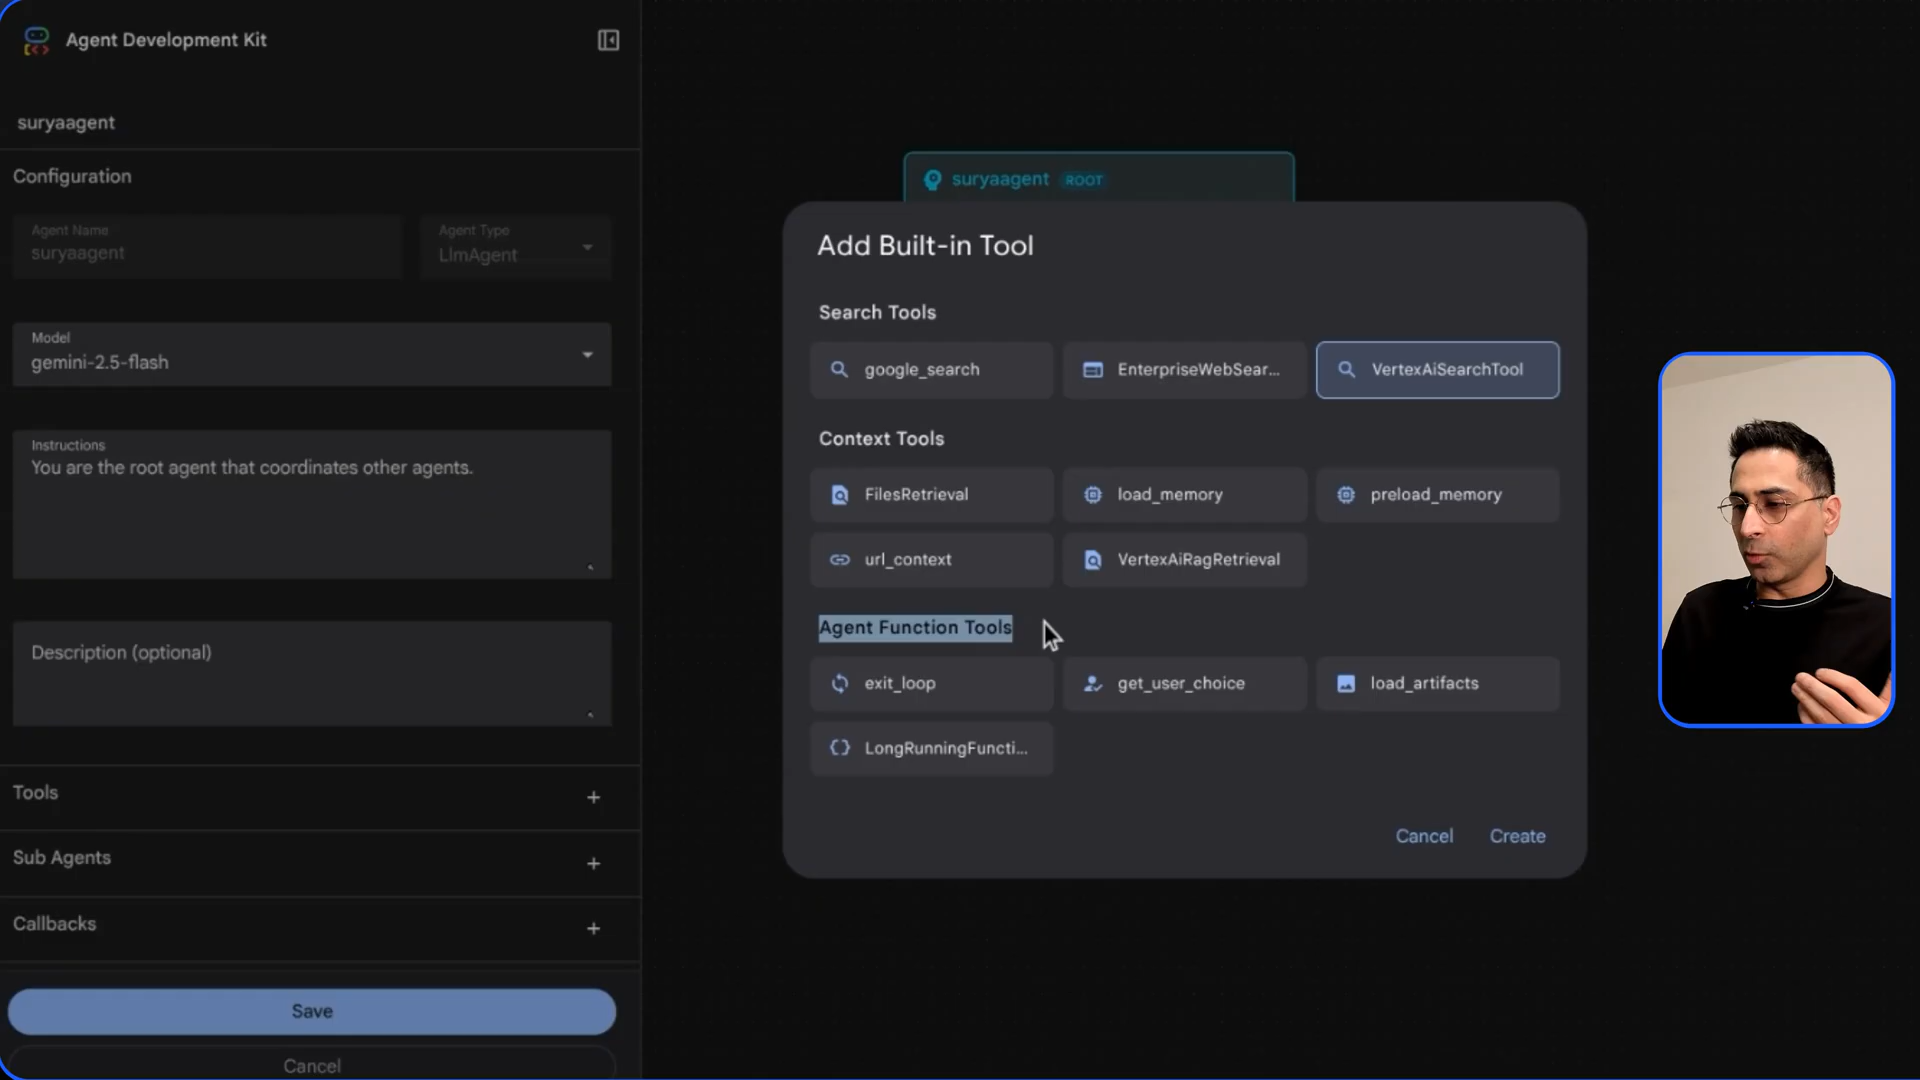 Agent Development Kit
suryaagent
Configuration
Agent Name
suryaagent
Agent Type
LlmAgent
Model
gemini-2.5-flash
Instructions
You are the root agent that coordinates other agents.
Description (optional)
Tools
Sub Agents
Callbacks
Save
Cancel
suryaagent ROOT
Add Built-in Tool
Search Tools
google_search
EnterpriseWebSear...
VertexAiSearchTool
Context Tools
FilesRetrieval
load_memory
preload_memory
url_context
VertexAiRagRetrieval
Agent Function Tools
exit_loop
get_user_choice
load_artifacts
LongRunningFuncti...
Cancel
Create